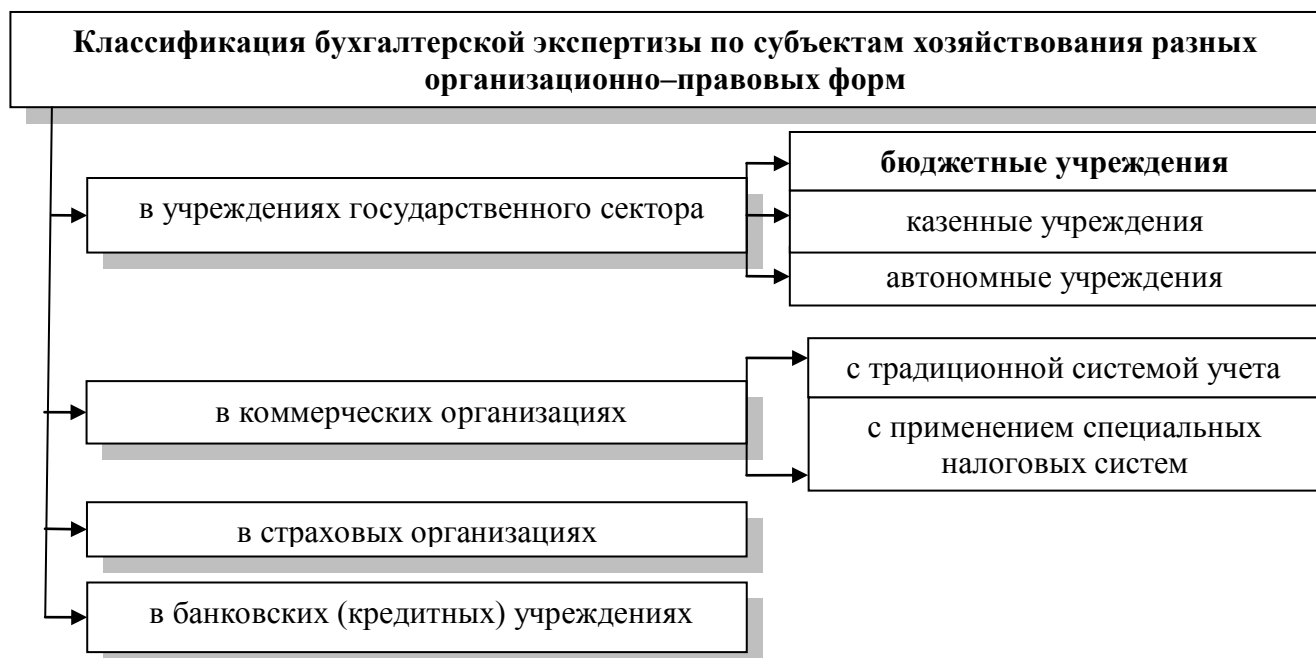 Классификация бухгалтерской экспертизы по субъектам хозяйствования разных
организационно–правовых форм
в учреждениях государственного сектора
бюджетные учреждения
казенные учреждения
автономные учреждения
в коммерческих организациях
с традиционной системой учета
с применением специальных
налоговых систем
в страховых организациях
в банковских (кредитных) учреждениях